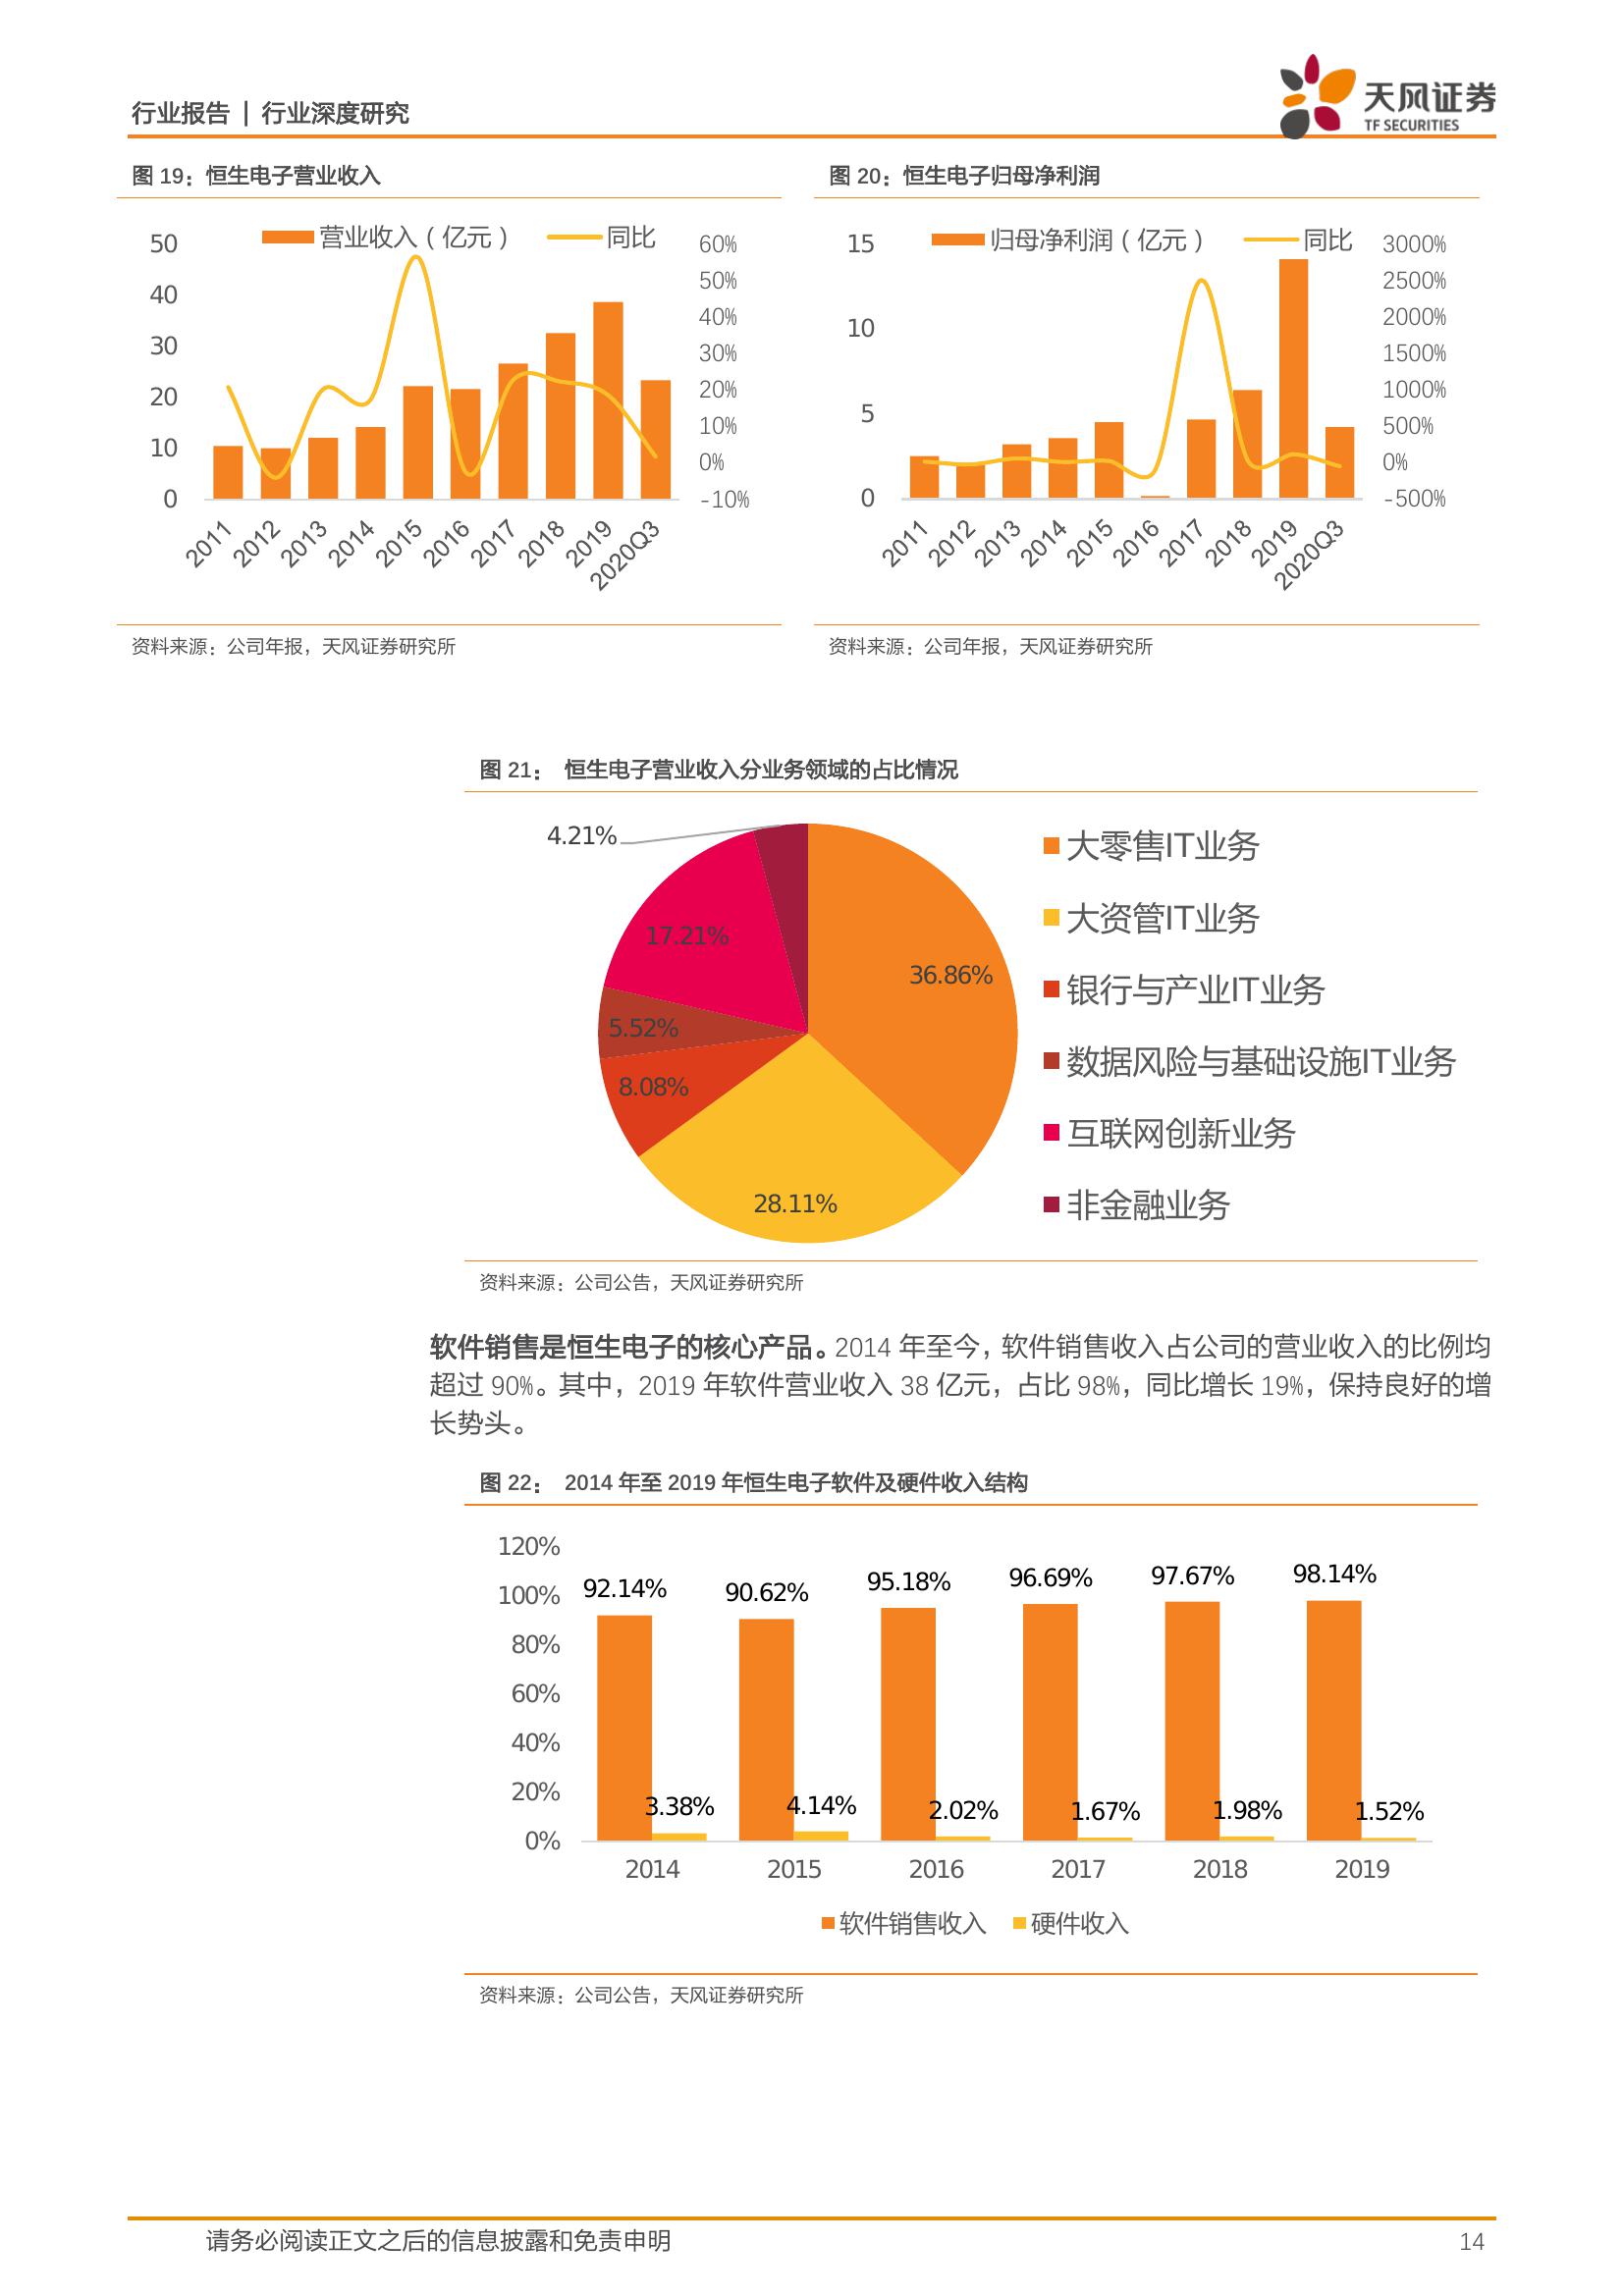 行业报告 | 行业深度研究
天风证券
TF SECURITIES
图 19：恒生电子营业收入
营业收入（亿元） 同比
50
40
30
20
10
0
60%
50%
40%
30%
20%
10%
0%
-10%
2011 2012 2013 2014 2015 2016 2017 2018 2019 2020Q3
资料来源：公司年报，天风证券研究所
图 20：恒生电子归母净利润
归母净利润（亿元） 同比
15
10
5
0
3000%
2500%
2000%
1500%
1000%
500%
0%
-500%
2011 2012 2013 2014 2015 2016 2017 2018 2019 2020Q3
资料来源：公司年报，天风证券研究所
图 21： 恒生电子营业收入分业务领域的占比情况
4.21%
17.21%
36.86%
5.52%
8.08%
28.11%
大零售IT业务
大资管IT业务
银行与产业IT业务
数据风险与基础设施IT业务
互联网创新业务
非金融业务
资料来源：公司公告，天风证券研究所
软件销售是恒生电子的核心产品。2014 年至今，软件销售收入占公司的营业收入的比例均
超过 90%。其中，2019 年软件营业收入 38 亿元，占比 98%，同比增长 19%，保持良好的增
长势头。
图 22： 2014 年至 2019 年恒生电子软件及硬件收入结构
120%
100%
80%
60%
40%
20%
0%
92.14% 90.62% 95.18% 96.69% 97.67% 98.14%
3.38% 4.14% 2.02% 1.67% 1.98% 1.52%
2014 2015 2016 2017 2018 2019
软件销售收入 硬件收入
资料来源：公司公告，天风证券研究所
请务必阅读正文之后的信息披露和免责申明 14